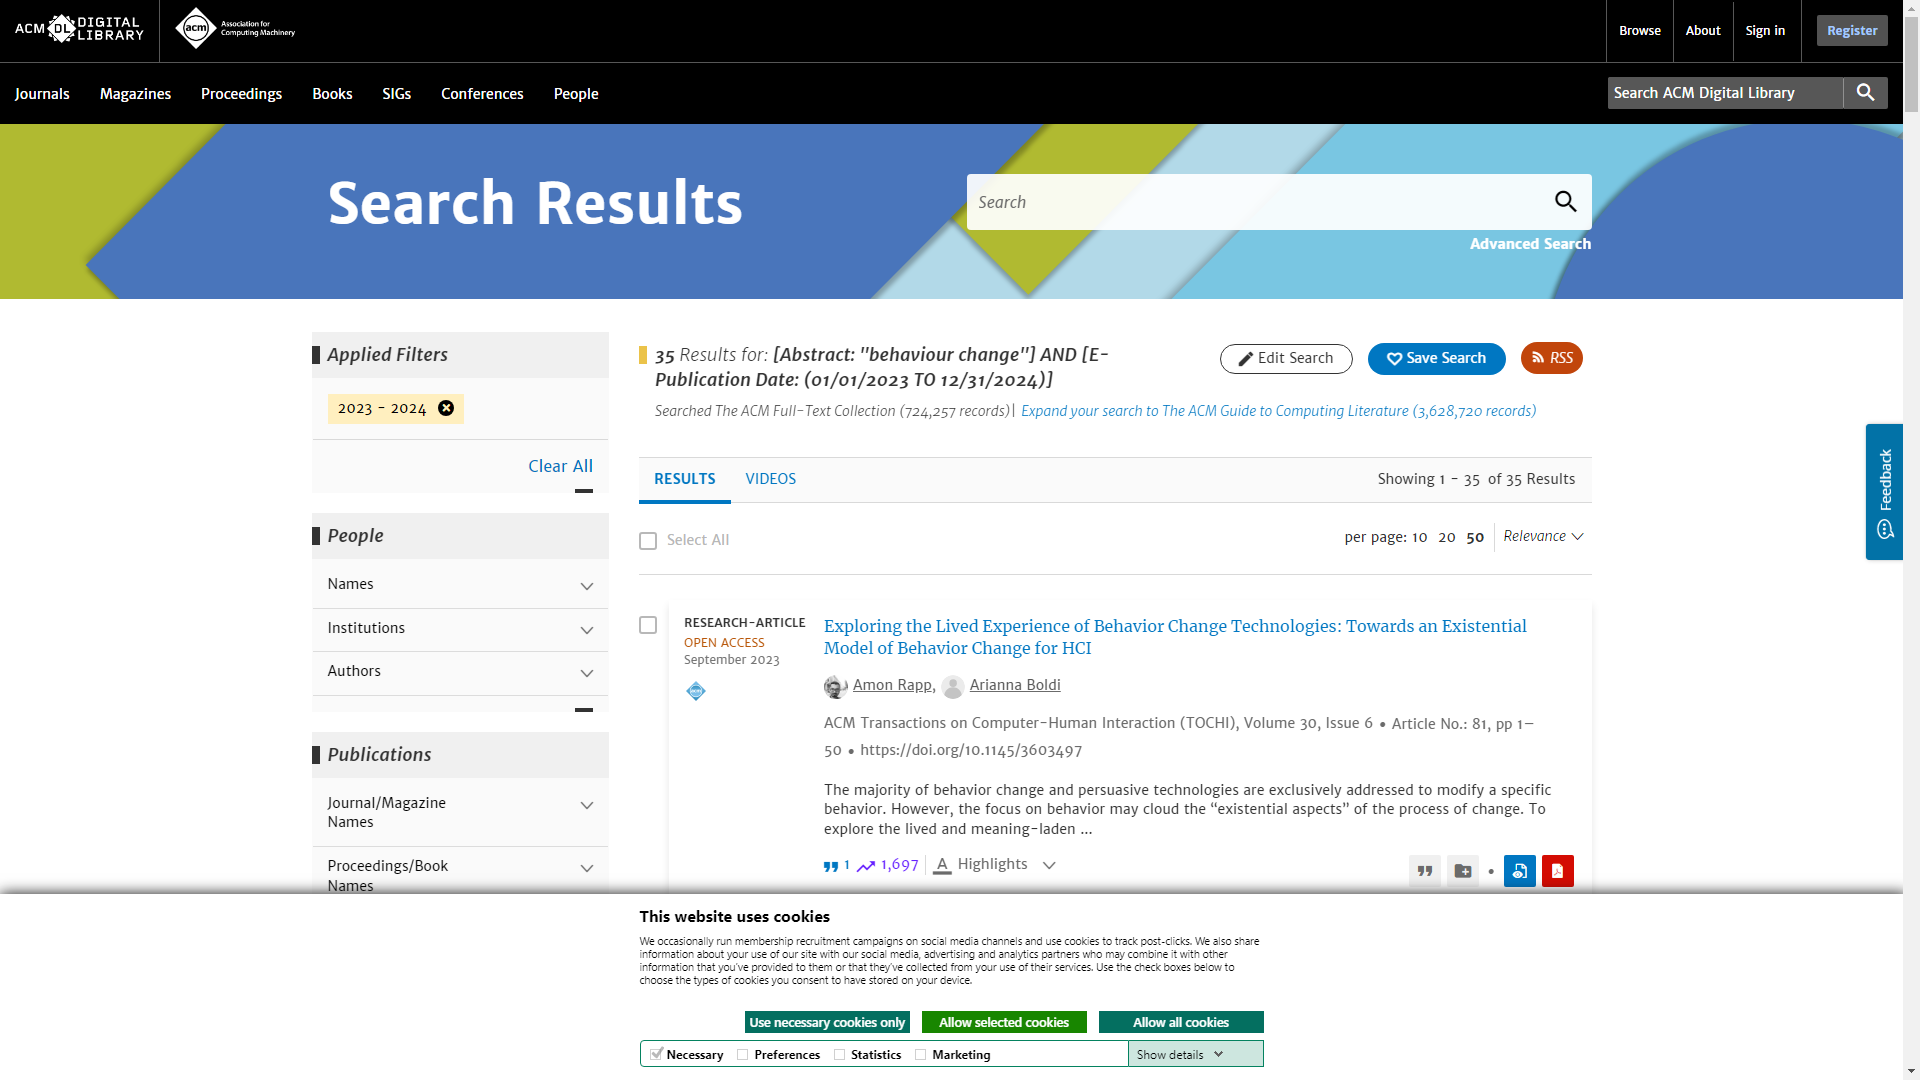 ACM DL DIGITAL LIBRARY
acm Association for Computing Machinery
Browse
About
Sign in
Register
Journals
Magazines
Proceedings
Books
SIGs
Conferences
People
Search ACM Digital Library
Search Results
Search
Advanced Search
Applied Filters
2023 - 2024
Clear All
People
Names
Institutions
Authors
Publications
Journal/Magazine
Names
Proceedings/Book
Names
35 Results for: [Abstract: "behaviour change"] AND [E-
Publication Date: (01/01/2023 TO 12/31/2024)]
Edit Search
Save Search
RSS
Searched The ACM Full-Text Collection (724,257 records)| Expand your search to The ACM Guide to Computing Literature (3,628,720 records)
RESULTS
VIDEOS
Showing 1 - 35 of 35 Results
Select All
per page: 10 20 50
Relevance
RESEARCH-ARTICLE
OPEN ACCESS
September 2023
Exploring the Lived Experience of Behavior Change Technologies: Towards an Existential
Model of Behavior Change for HCI
Amon Rapp, Arianna Boldi
ACM Transactions on Computer-Human Interaction (TOCHI), Volume 30, Issue 6 • Article No.: 81, pp 1–
50 • https://doi.org/10.1145/3603497
The majority of behavior change and persuasive technologies are exclusively addressed to modify a specific
behavior. However, the focus on behavior may cloud the “existential aspects” of the process of change. To
explore the lived and meaning-laden ...
1
1,697
Highlights
Feedback
This website uses cookies
We occasionally run membership recruitment campaigns on social media channels and use cookies to track post-clicks. We also share
information about your use of our site with our social media, advertising and analytics partners who may combine it with other
information that you’ve provided to them or that they’ve collected from your use of their services. Use the check boxes below to
choose the types of cookies you consent to have stored on your device.
Use necessary cookies only
Allow selected cookies
Allow all cookies
Necessary
Preferences
Statistics
Marketing
Show details